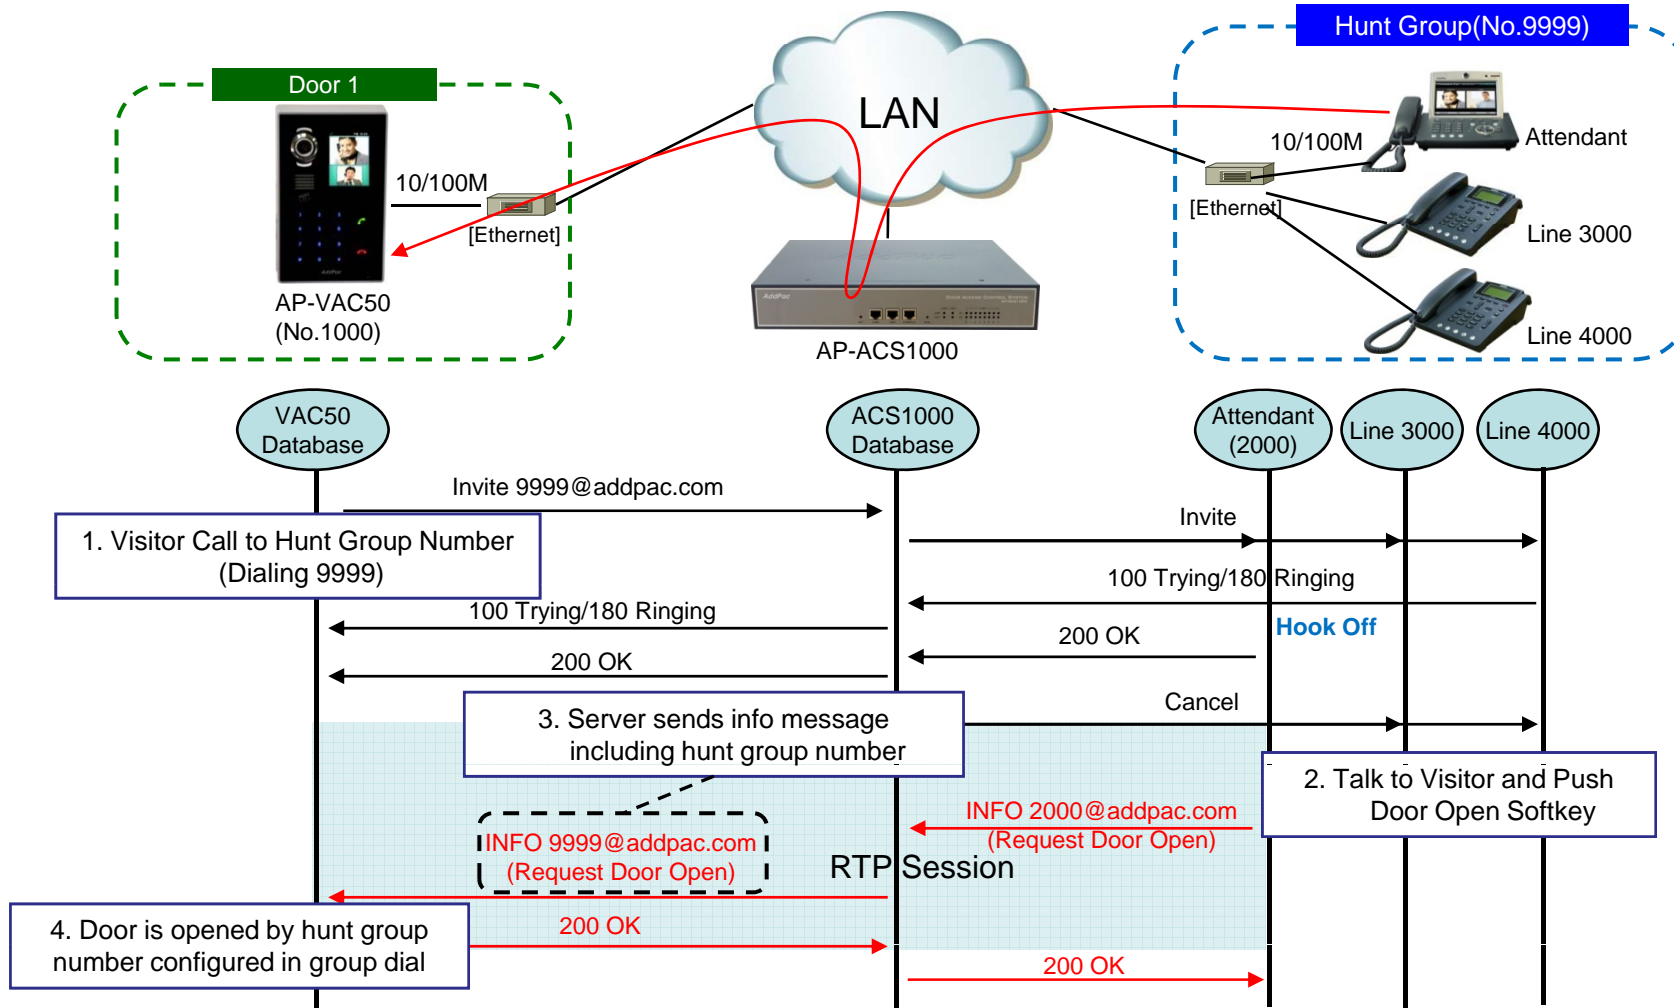 Hunt Group(No.9999)
Door 1
LAN
10/100M
[Ethernet]
AP-VAC50
(No.1000)
AddPac
AddPac
AP-ACS1000
10/100M
[Ethernet]
Attendant
Line 3000
Line 4000
VAC50
Database
ACS1000
Database
Attendant
(2000)
Line 3000
Line 4000
Invite 9999@addpac.com
Invite
1. Visitor Call to Hunt Group Number
(Dialing 9999)
100 Trying/180 Ringing
100 Trying/180 Ringing
Hook Off
200 OK
200 OK
Cancel
3. Server sends info message
including hunt group number
2. Talk to Visitor and Push
Door Open Softkey
INFO 2000@addpac.com
(Request Door Open)
INFO 9999@addpac.com
(Request Door Open)
RTP Session
200 OK
4. Door is opened by hunt group
number configured in group dial
200 OK